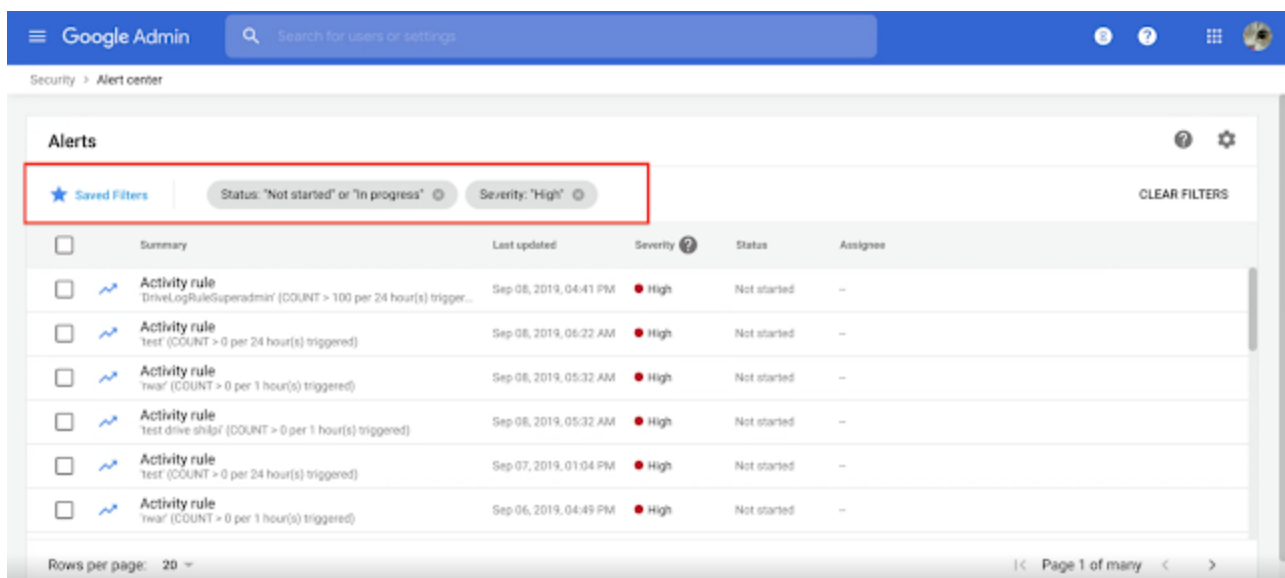 Google Admin
Search for users or settings
Security > Alert center
Alerts
Saved Filters
Status: "Not started" or "In progress"
Severity: "High"
CLEAR FILTERS
Summary Last updated Severity Status Assignee
Activity rule
'DriveLogRuleSuperadmin' (COUNT > 100 per 24 hour(s) trigger... Sep 08, 2019, 04:41 PM High Not started --
Activity rule
'test' (COUNT > 0 per 24 hour(s) triggered) Sep 08, 2019, 06:22 AM High Not started --
Activity rule
'rwar' (COUNT > 0 per 1 hour(s) triggered) Sep 08, 2019, 05:32 AM High Not started --
Activity rule
'test drive shilpi' (COUNT > 0 per 1 hour(s) triggered) Sep 08, 2019, 05:32 AM High Not started --
Activity rule
'test' (COUNT > 0 per 24 hour(s) triggered) Sep 07, 2019, 01:04 PM High Not started --
Activity rule
'rwar' (COUNT > 0 per 1 hour(s) triggered) Sep 06, 2019, 04:49 PM High Not started --
Rows per page: 20 Page 1 of many